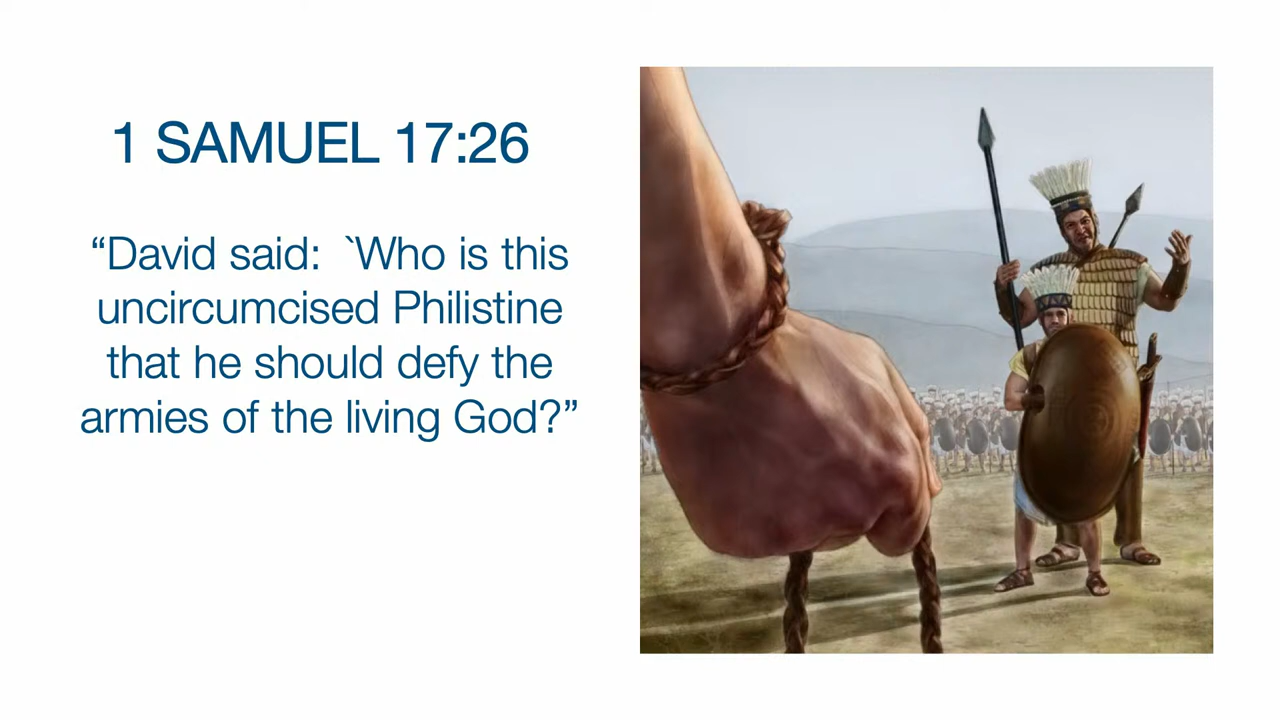 1 SAMUEL 17:26
“David said:  `Who is this
uncircumcised Philistine
that he should defy the
armies of the living God?”